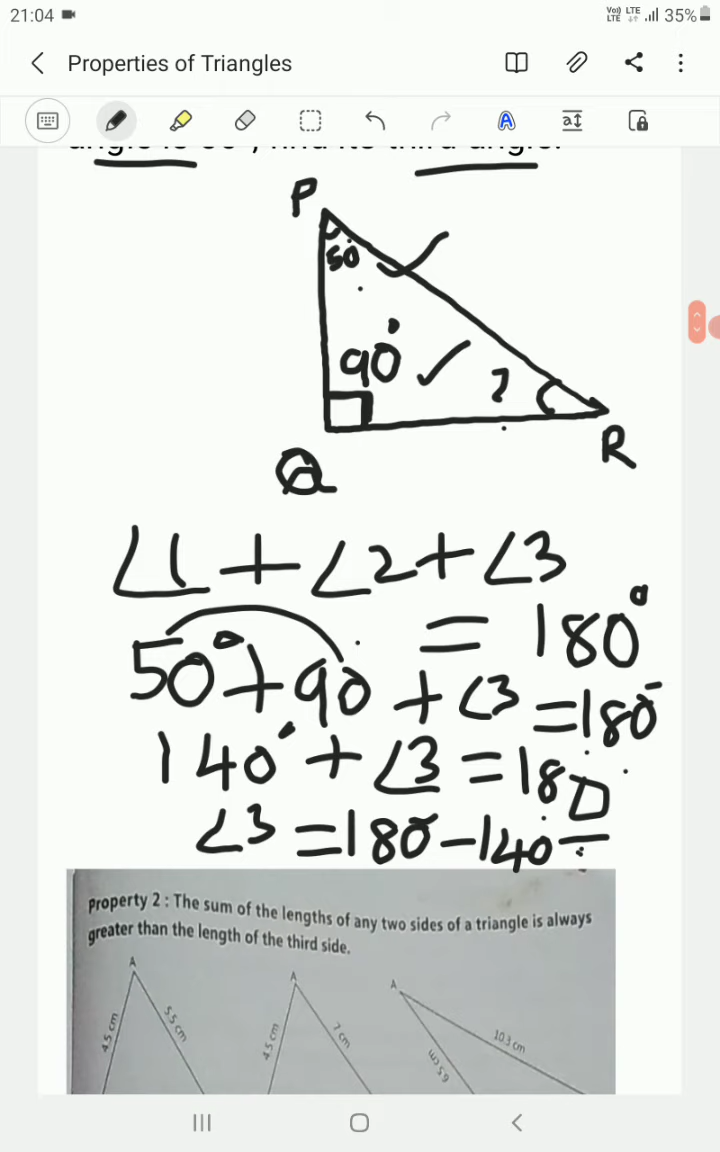 21:04
Vo)) LTE LTE 35%
Properties of Triangles
its third angle.
P
50
90°
?
Q
R
∠1 + ∠2 + ∠3
= 180°
50° + 90 + ∠3 = 180
140° + ∠3 = 180
∠3 = 180 - 140
Property 2 : The sum of the lengths of any two sides of a triangle is always
greater than the length of the third side.
A
A
A
4.5 cm
5.5 cm
4.5 cm
7 cm
6.5 cm
10.3 cm